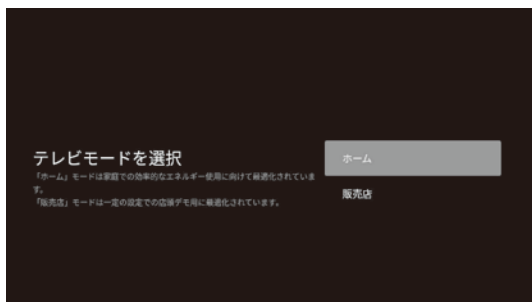 テレビモードを選択
「ホーム」モードは家庭での効率的なエネルギー使用に向けて最適化されていま
す。
「販売店」モードは一定の設定での店頭デモ用に最適化されています。
ホーム
販売店